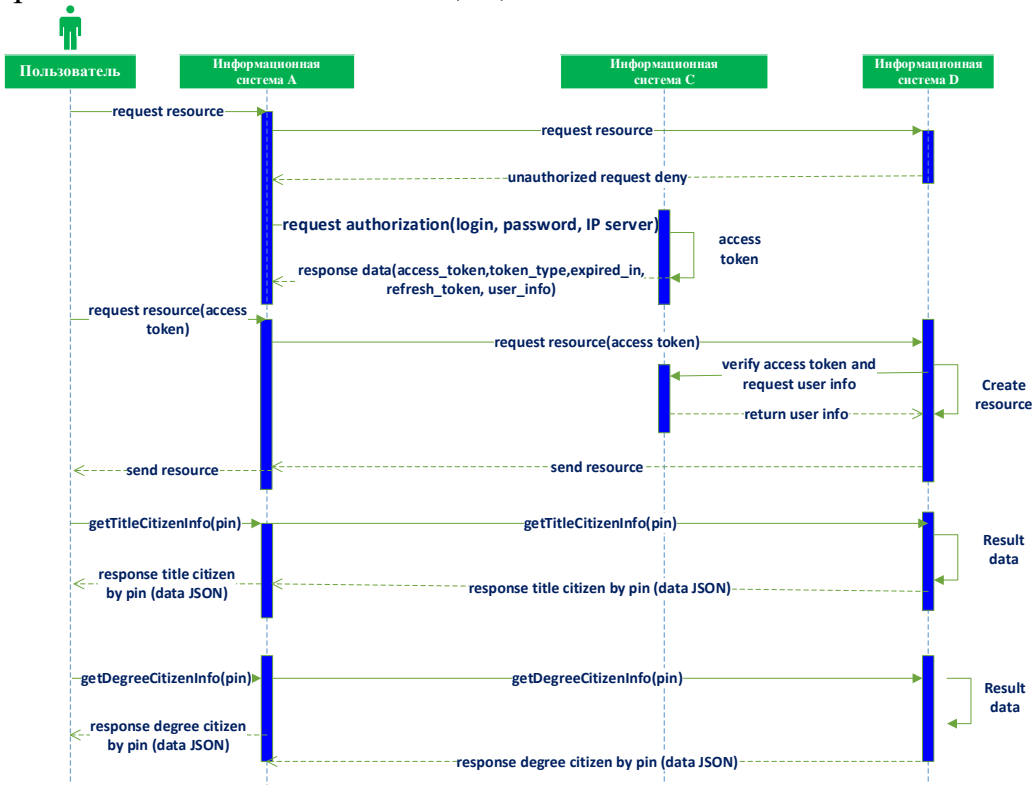 Пользователь
Информационная
система А
Информационная
система С
Информационная
система D
request resource
request resource
unauthorized request deny
request authorization(login, password, IP server)
access
token
response data(access_token,token_type,expired_in,
refresh_token, user_info)
request resource(access
token)
request resource(access token)
verify access token and
request user info
Create
resource
return user info
send resource
send resource
getTitleCitizenInfo(pin)
getTitleCitizenInfo(pin)
Result
data
response title citizen
by pin (data JSON)
response title citizen by pin (data JSON)
getDegreeCitizenInfo(pin)
getDegreeCitizenInfo(pin)
Result
data
response degree citizen
by pin (data JSON)
response degree citizen by pin (data JSON)